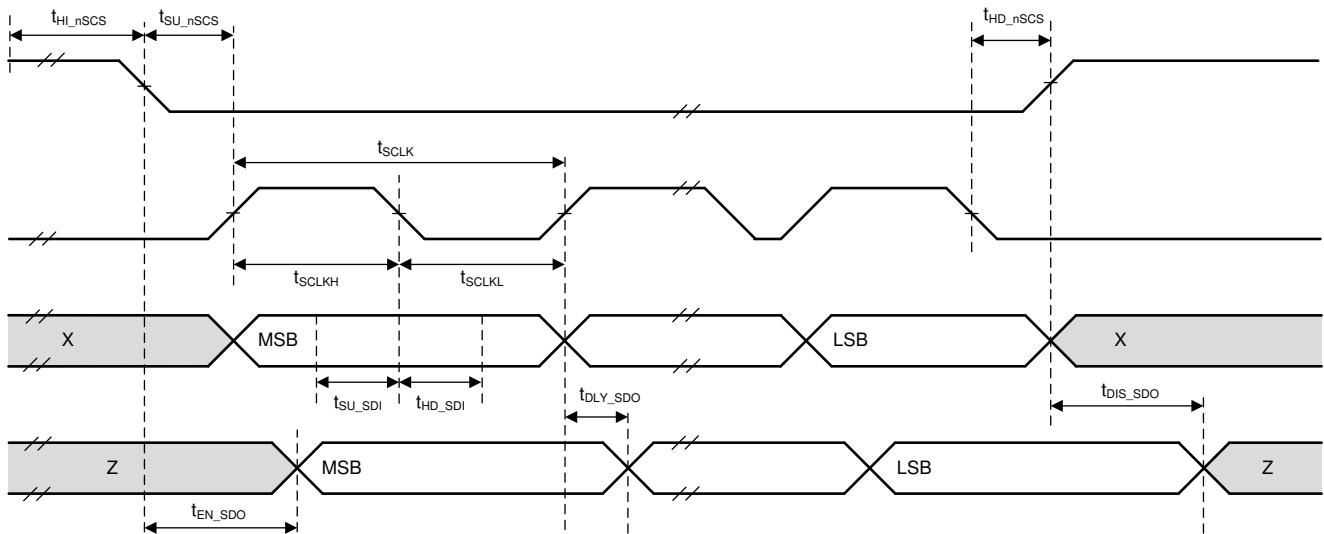 tHI_nSCS tSU_nSCS tHD_nSCS
tSCLK
tSCLKH tSCLKL
X MSB LSB X
tSU_SDI tHD_SDI tDLY_SDO tDIS_SDO
Z MSB LSB Z
tEN_SDO